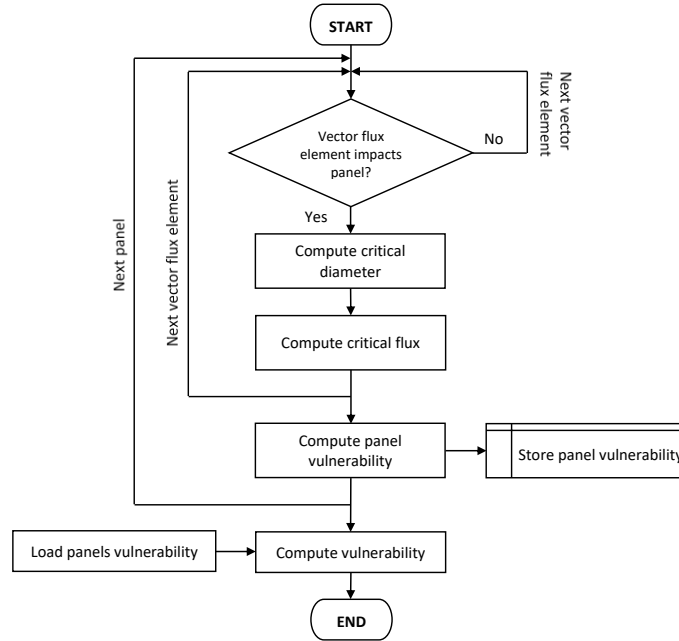 START
Next vector
flux element
Vector flux
element impacts
panel?
No
Yes
Next panel
Next vector flux element
Compute critical
diameter
Compute critical flux
Compute panel
vulnerability
Store panel vulnerability
Load panels vulnerability
Compute vulnerability
END